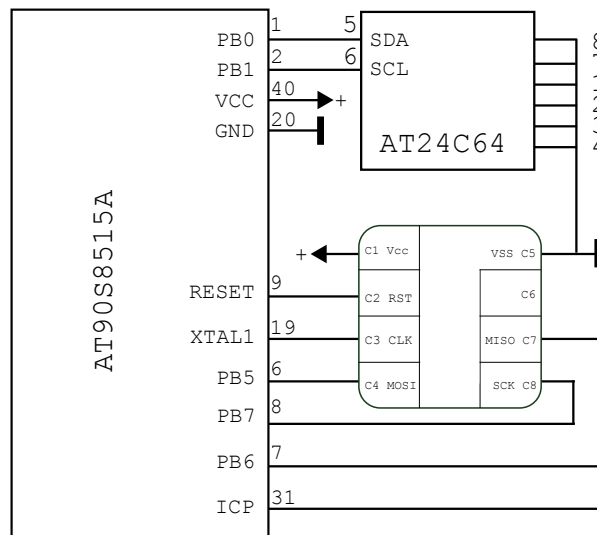 AT90S8515A
PB0 1
PB1 2
VCC 40 +
GND 20
RESET 9
XTAL1 19
PB5 6
PB7 8
PB6 7
ICP 31
5 SDA
6 SCL
AT24C64
+
C1 Vcc
C2 RST
C3 CLK
C4 MOSI
VSS C5
C6
MISO C7
SCK C8